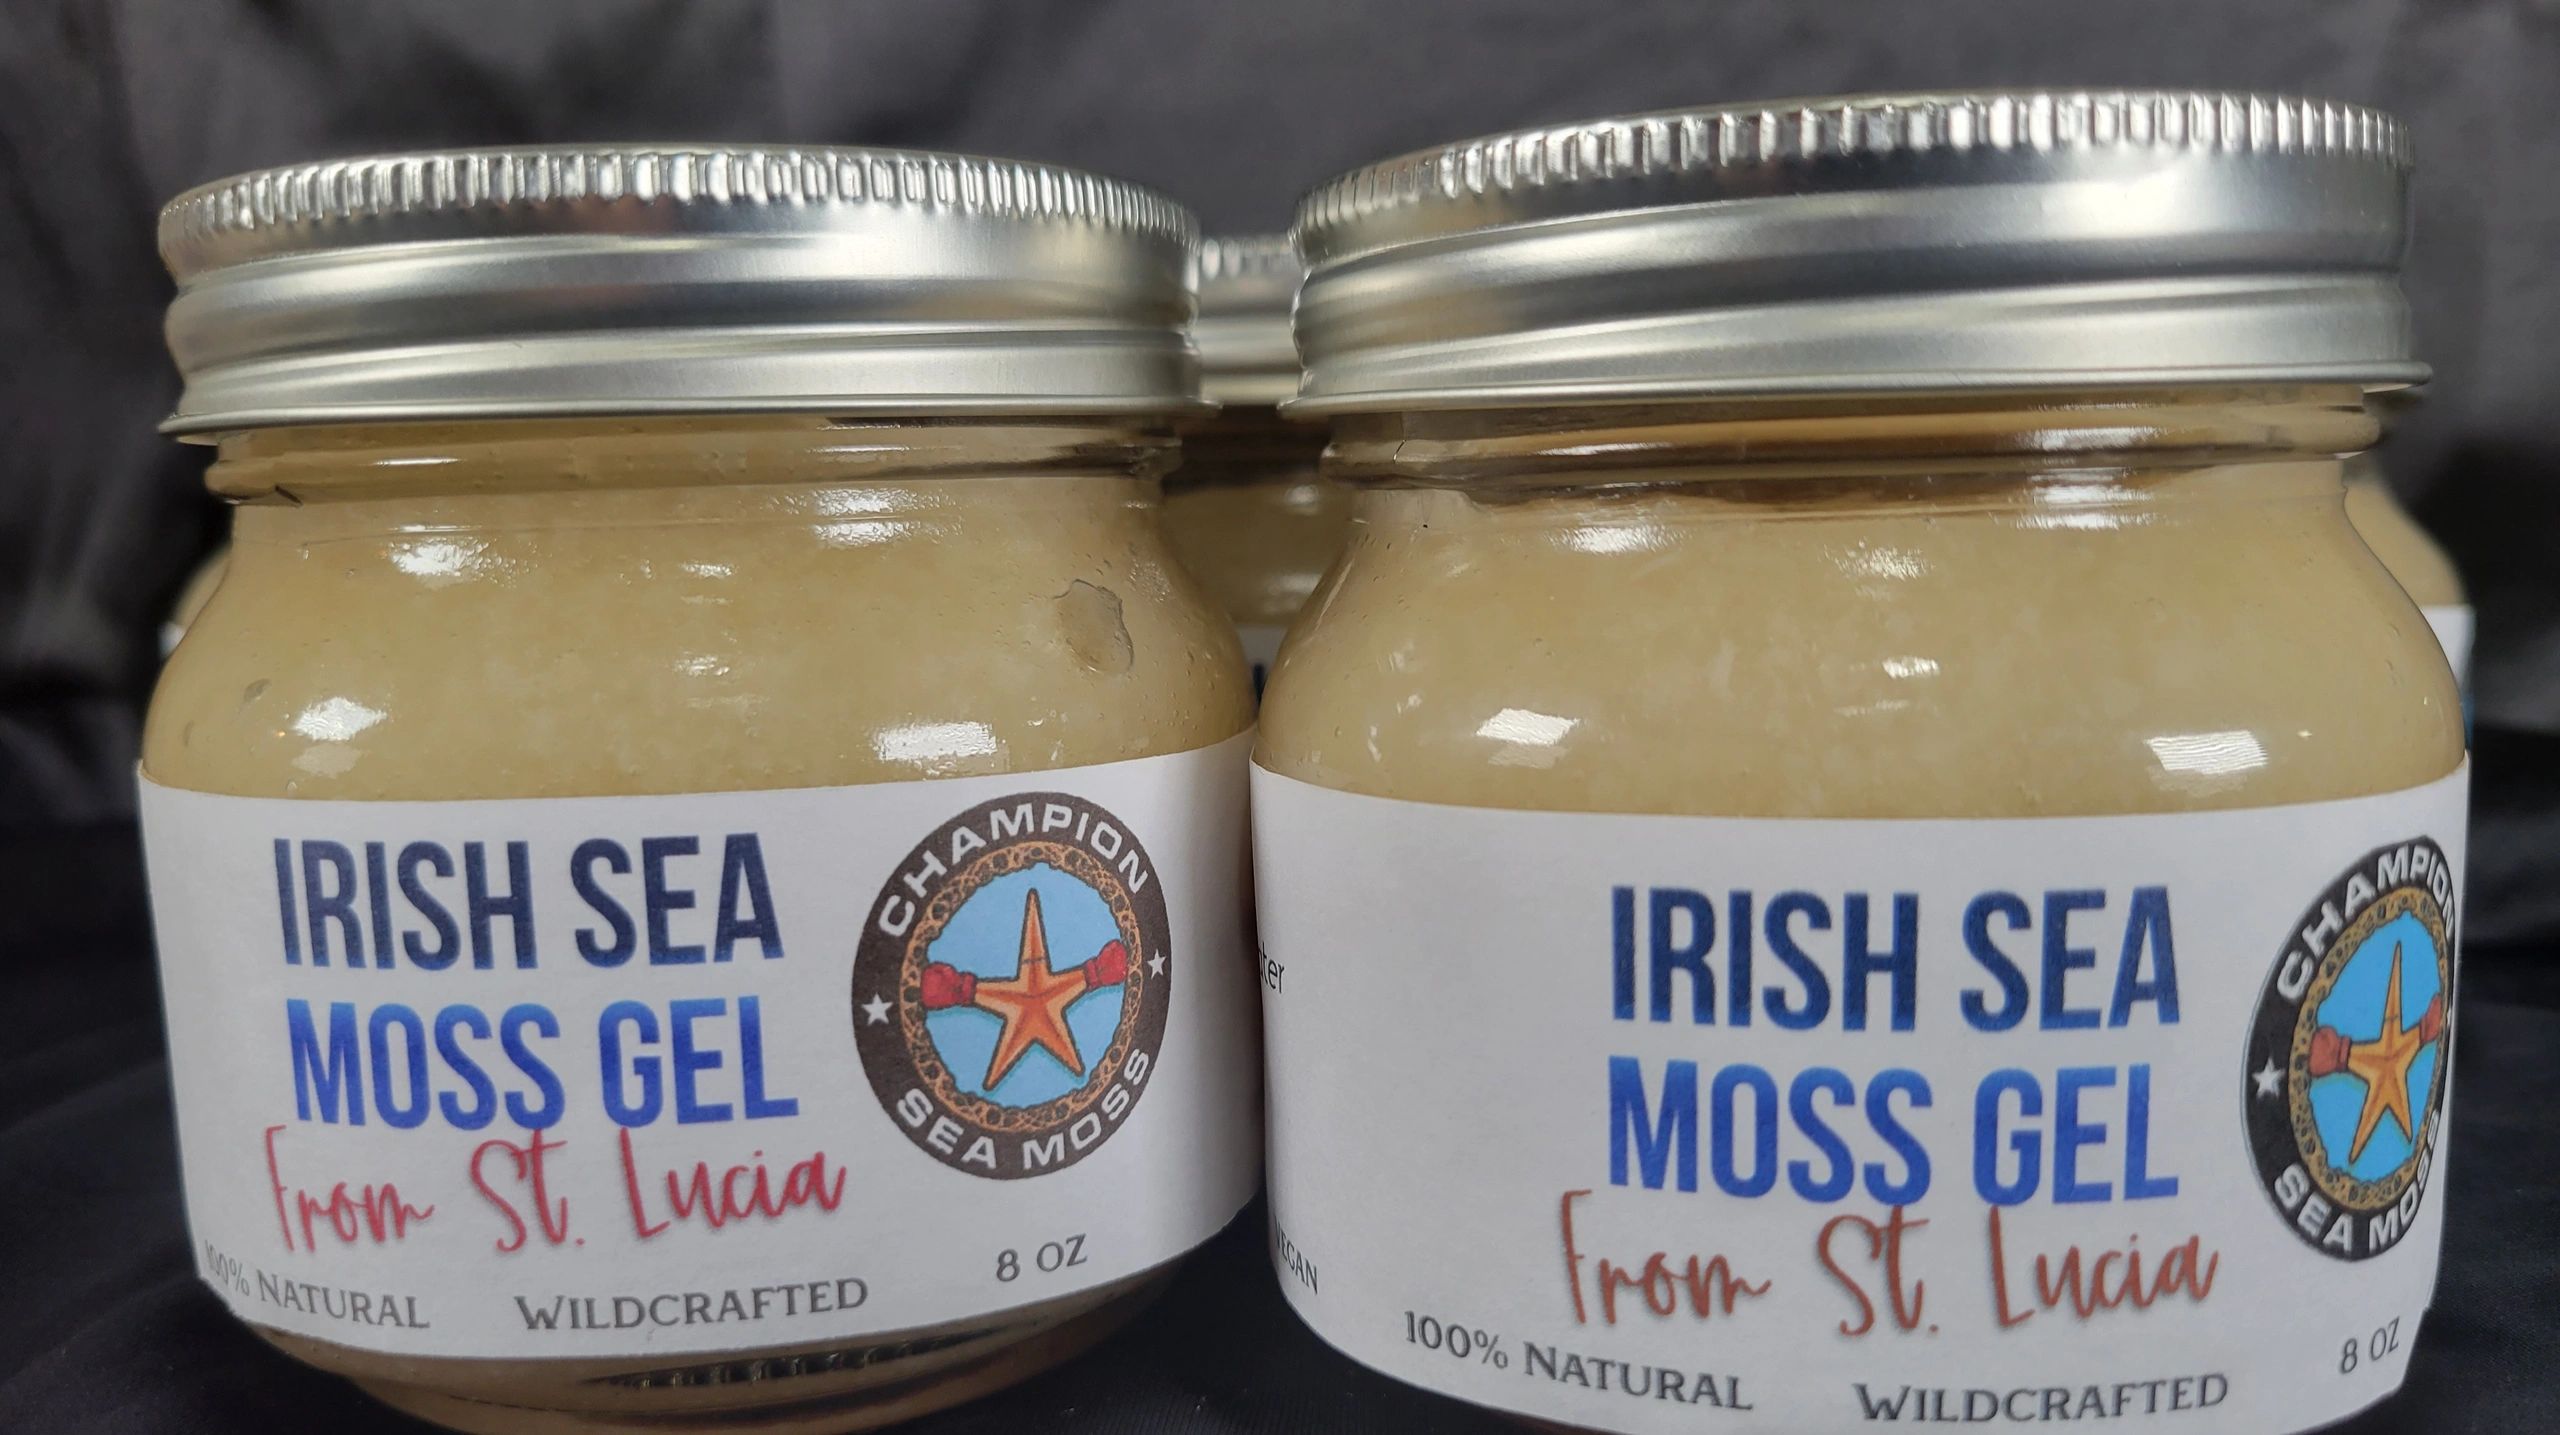 IRISH SEA
MOSS GEL
From St. Lucia
100% NATURAL WILDCRAFTED 8 OZ
CHAMPION
SEA MOSS
VEGAN
IRISH SEA
MOSS GEL
From St. Lucia
100% NATURAL WILDCRAFTED 8 OZ
CHAMPION
SEA MOSS